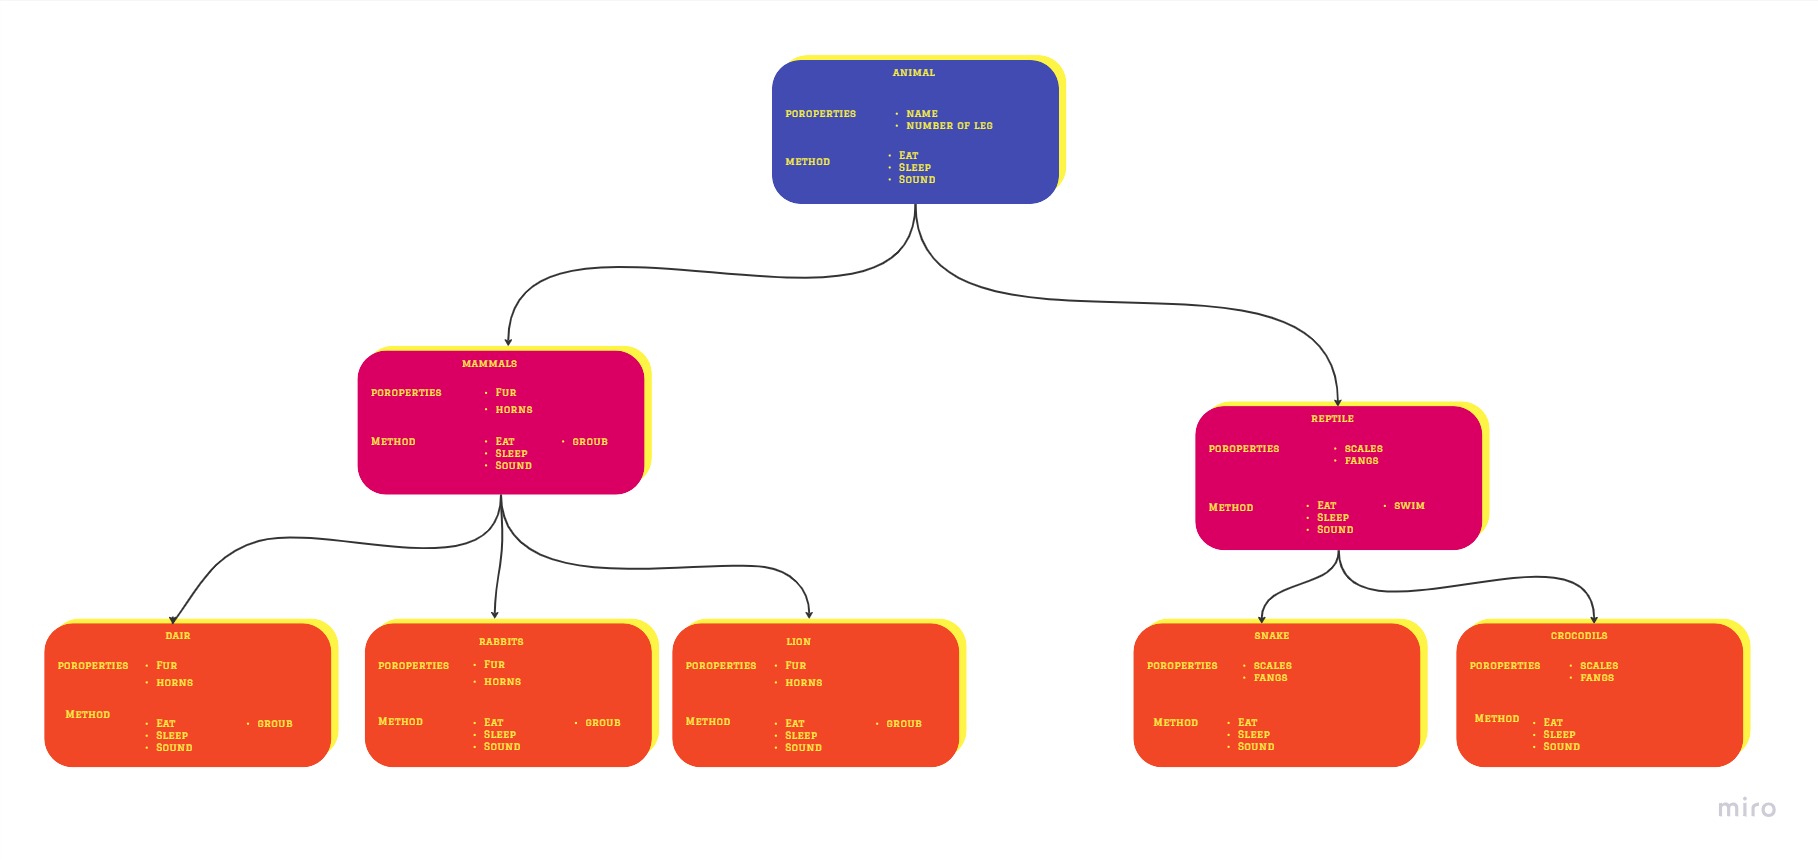 ANIMAL
POROPERTIES
• NAME
• NUMBER OF LEG
METHOD
• EAT
• SLEEP
• SOUND
MAMMALS
POROPERTIES
• FUR
• HORNS
METHOD
• EAT • GROUB
• SLEEP
• SOUND
REPTILE
POROPERTIES
• SCALES
• FANGS
METHOD
• EAT • SWIM
• SLEEP
• SOUND
DAIR
POROPERTIES • FUR
• HORNS
METHOD
• EAT • GROUB
• SLEEP
• SOUND
RABBITS
POROPERTIES • FUR
• HORNS
METHOD • EAT • GROUB
• SLEEP
• SOUND
LION
POROPERTIES • FUR
• HORNS
METHOD • EAT • GROUB
• SLEEP
• SOUND
SNAKE
POROPERTIES • SCALES
• FANGS
METHOD • EAT
• SLEEP
• SOUND
CROCODILS
POROPERTIES • SCALES
• FANGS
METHOD • EAT
• SLEEP
• SOUND
miro